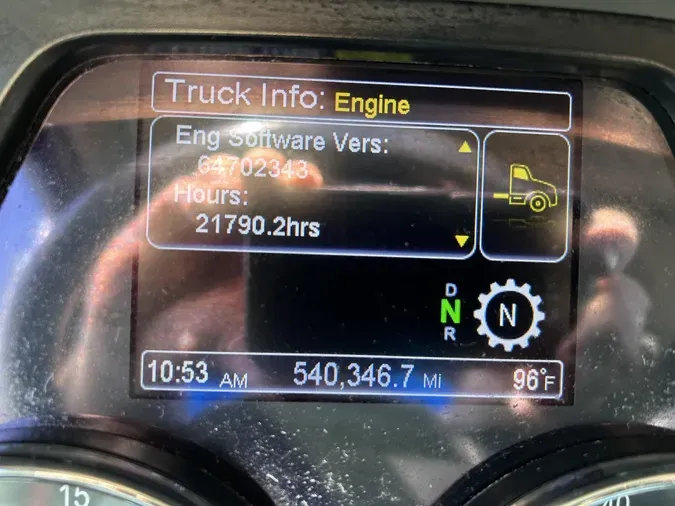 Truck Info: Engine
Eng Software Vers:
64702343
Hours:
21790.2hrs
D
N N
R
10:53 AM 540,346.7 Mi 96°F
15